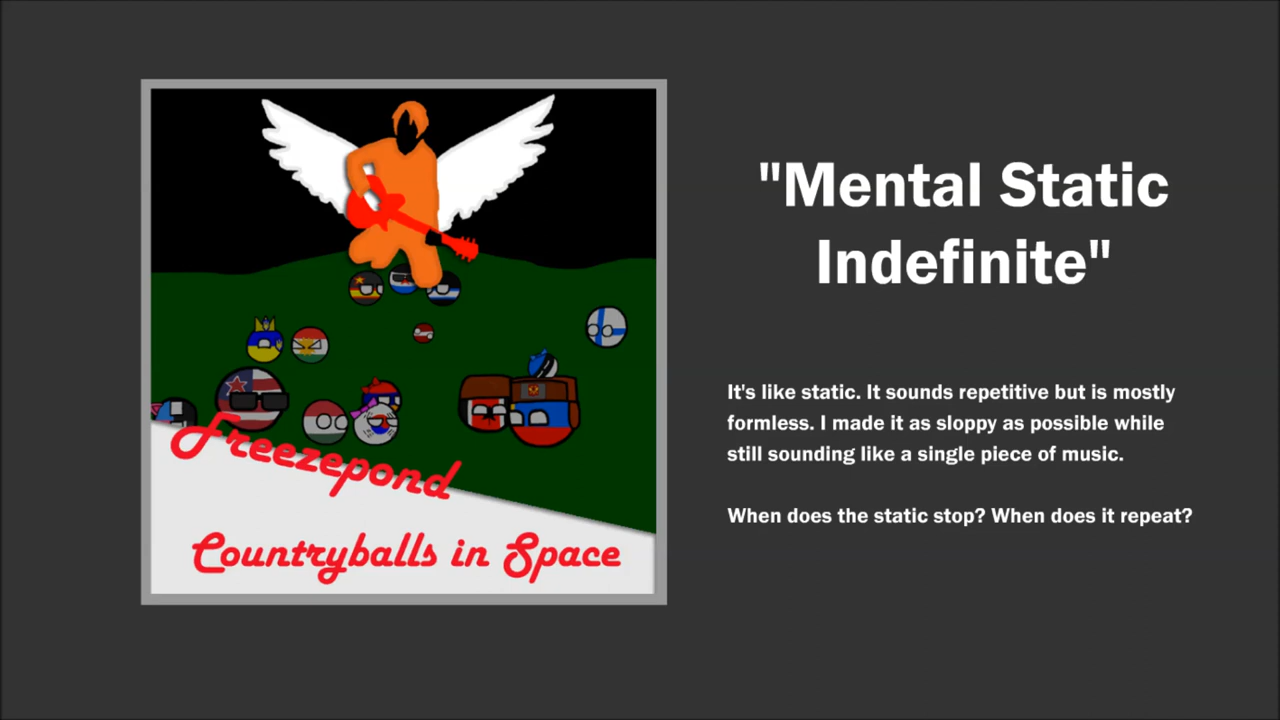 Freezepond
Countryballs in Space
"Mental Static
Indefinite"
It's like static. It sounds repetitive but is mostly
formless. I made it as sloppy as possible while
still sounding like a single piece of music.
When does the static stop? When does it repeat?